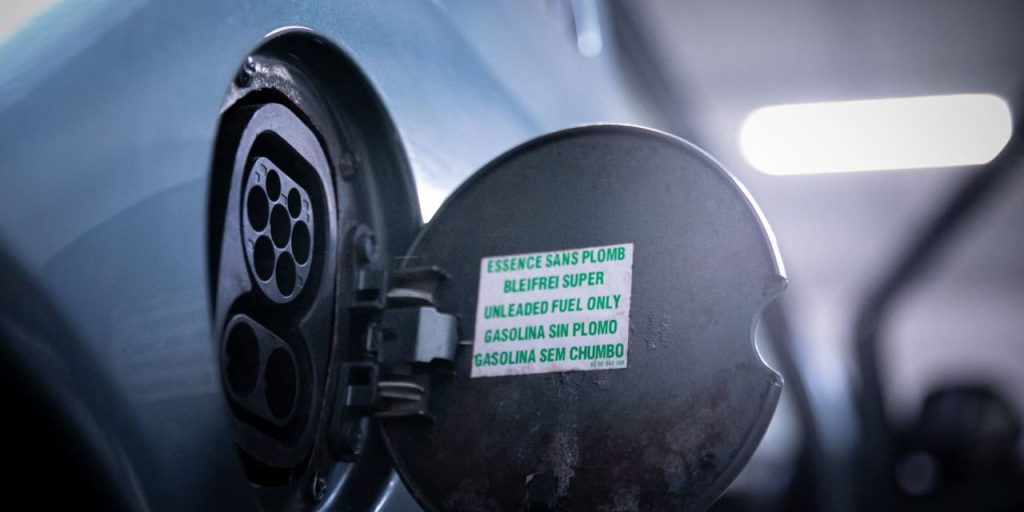 ESSENCE SANS PLOMB
BLEIFREI SUPER
UNLEADED FUEL ONLY
GASOLINA SIN PLOMO
GASOLINA SEM CHUMBO